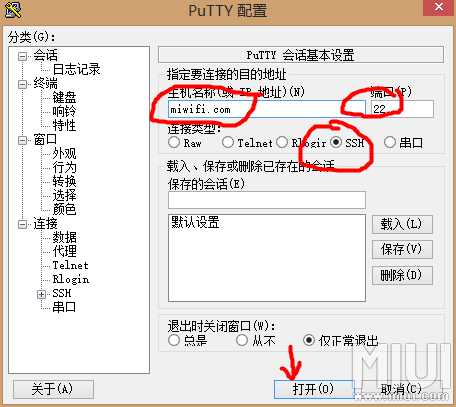 PuTTY 配置
分类(G):
会话
日志记录
终端
键盘
响铃
特性
窗口
外观
行为
转换
选择
颜色
连接
数据
代理
Telnet
Rlogin
SSH
串口
PuTTY 会话基本设置
指定要连接的目的地址
主机名称(或 IP 地址)(N) 端口(P)
miwifi.com 22
连接类型:
Raw Telnet Rlogin SSH 串口
载入、保存或删除已存在的会话
保存的会话(E)
默认设置
载入(L)
保存(V)
删除(D)
退出时关闭窗口(W):
总是 从不 仅正常退出
关于(A) 打开(O) 取消(C)
MIUI
www.miui.com